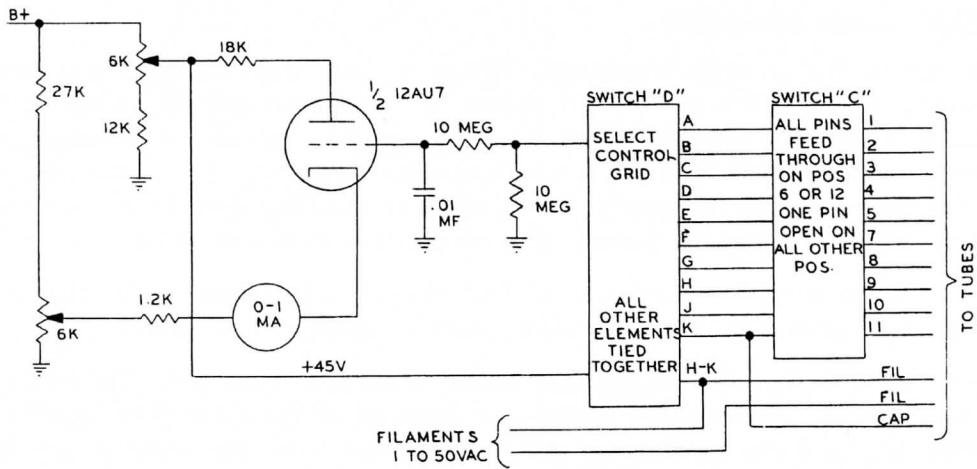 B+
6K
18K
27K
12K
1/2 12AU7
10 MEG
.01
MF
10
MEG
1.2K
6K
0-1
MA
+45V
SWITCH "D"
SELECT
CONTROL
GRID
ALL
OTHER
ELEMENTS
TIED
TOGETHER
A
B
C
D
E
F
G
H
J
K
H-K
SWITCH "C"
ALL PINS
FEED
THROUGH
ON POS
6 OR 12
ONE PIN
OPEN ON
ALL OTHER
POS.
1
2
3
4
5
7
8
9
10
11
FIL
FIL
CAP
TO TUBES
FILAMENTS
1 TO 50VAC